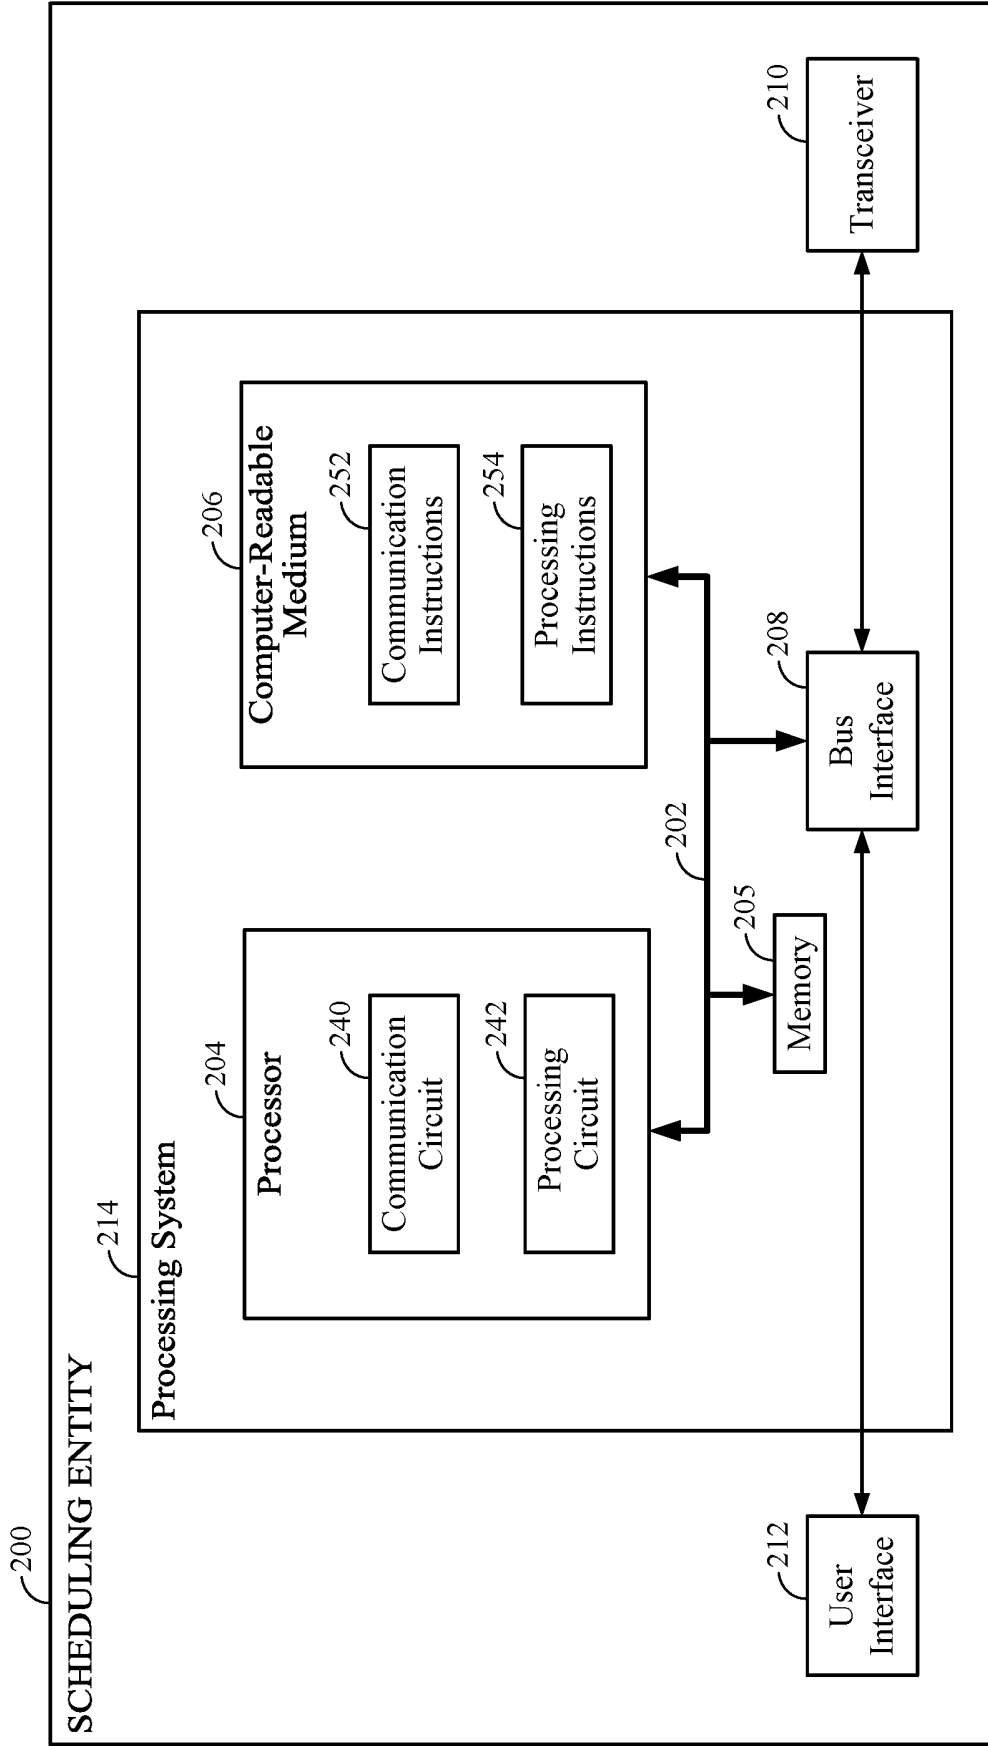 200
SCHEDULING ENTITY
214
Processing System
204
Processor
240
Communication
Circuit
242
Processing
Circuit
206
Computer-Readable
Medium
252
Communication
Instructions
254
Processing
Instructions
202
205
Memory
212
User
Interface
208
Bus
Interface
210
Transceiver